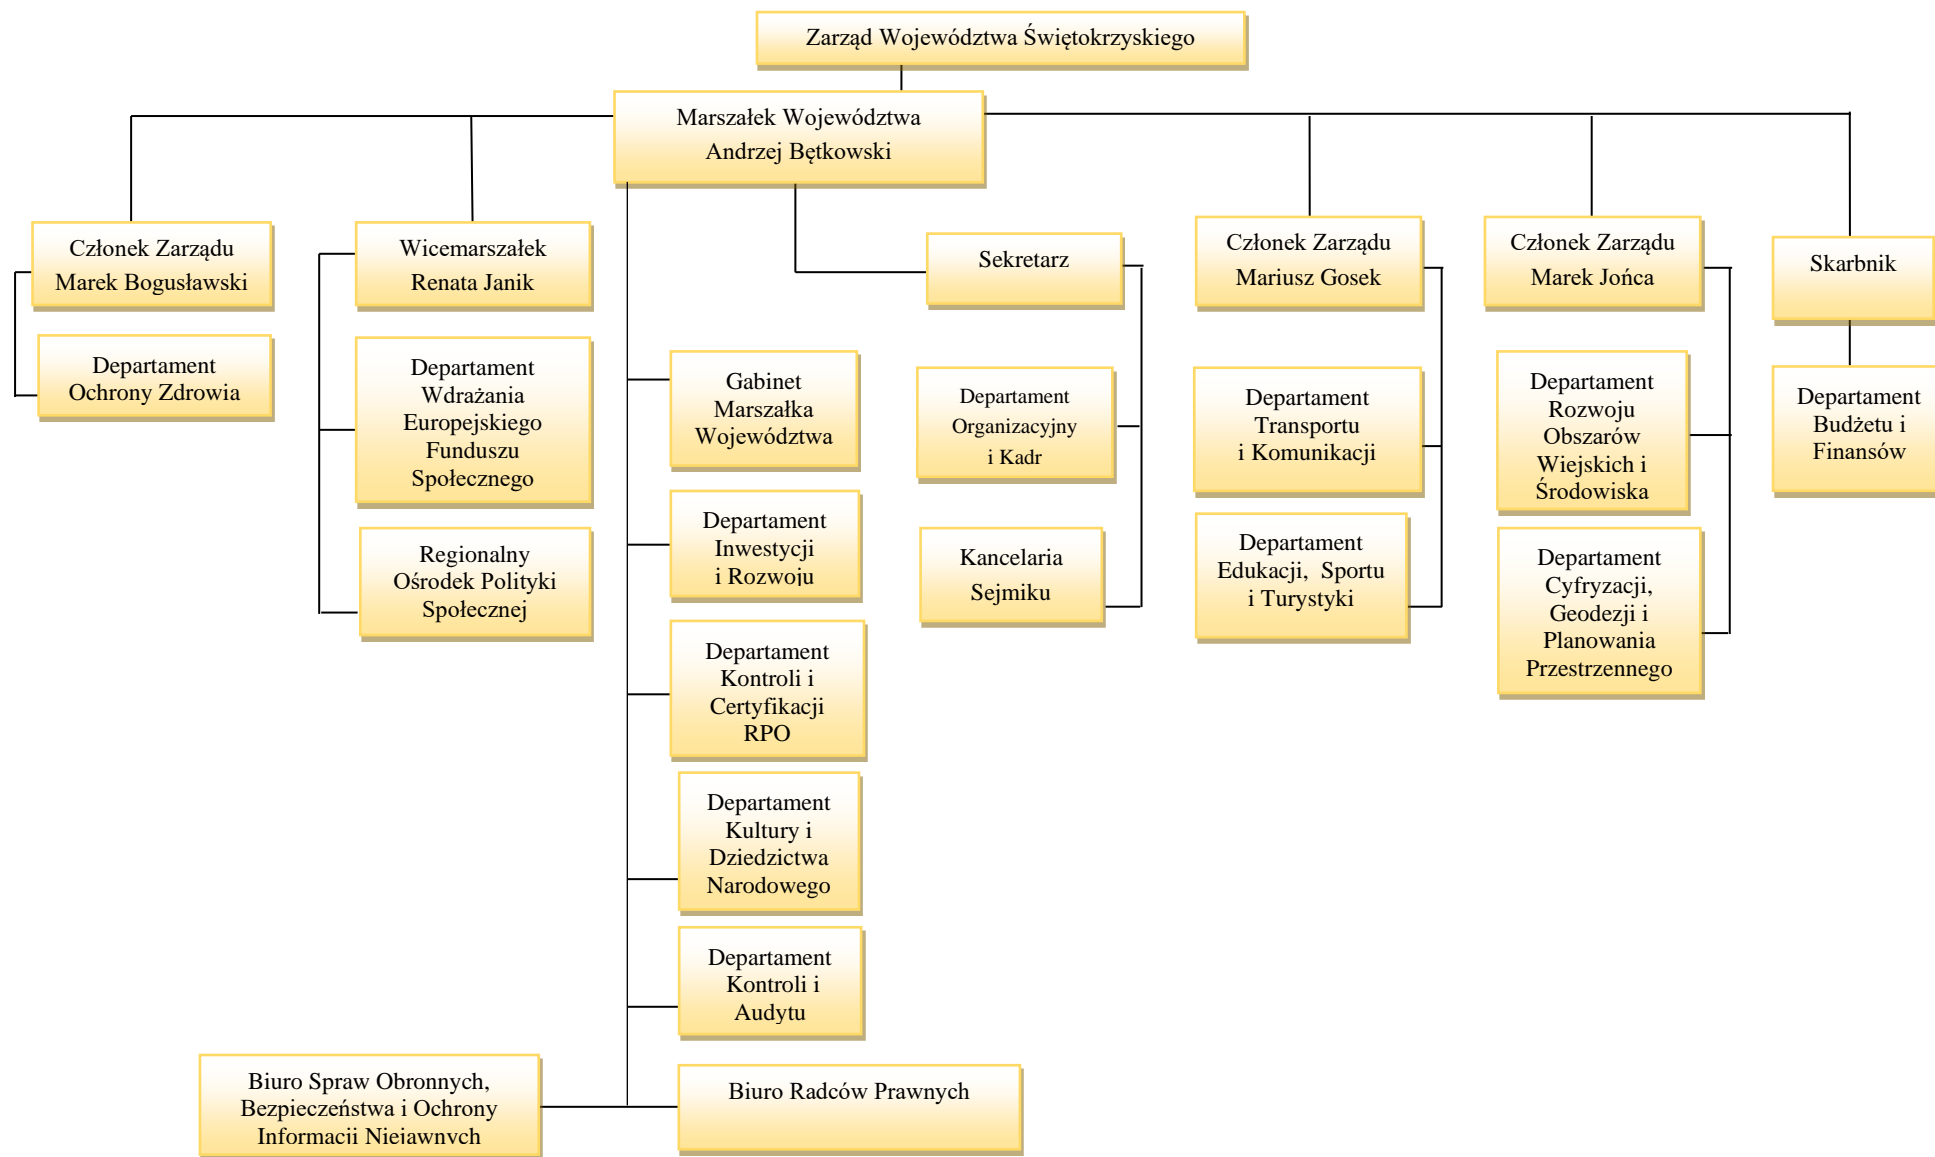 Zarząd Województwa Świętokrzyskiego
Marszałek Województwa
Andrzej Bętkowski
Członek Zarządu
Marek Bogusławski
Departament
Ochrony Zdrowia
Wicemarszałek
Renata Janik
Departament
Wdrażania
Europejskiego
Funduszu
Społecznego
Regionalny
Ośrodek Polityki
Społecznej
Gabinet
Marszałka
Województwa
Departament
Inwestycji
i Rozwoju
Departament
Kontroli i
Certyfikacji
RPO
Departament
Kultury i
Dziedzictwa
Narodowego
Departament
Kontroli i
Audytu
Biuro Spraw Obronnych,
Bezpieczeństwa i Ochrony
Informacji Niejawnych
Biuro Radców Prawnych
Sekretarz
Departament
Organizacyjny
i Kadr
Kancelaria
Sejmiku
Członek Zarządu
Mariusz Gosek
Departament
Transportu
i Komunikacji
Departament
Edukacji, Sportu
i Turystyki
Członek Zarządu
Marek Jońca
Departament
Rozwoju
Obszarów
Wiejskich i
Środowiska
Departament
Cyfryzacji,
Geodezji i
Planowania
Przestrzennego
Skarbnik
Departament
Budżetu i
Finansów